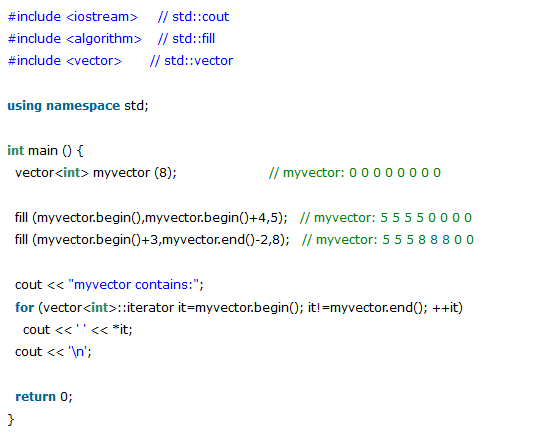 #include <iostream>     // std::cout
#include <algorithm>    // std::fill
#include <vector>       // std::vector

using namespace std;

int main () {
  vector<int> myvector (8);                       // myvector: 0 0 0 0 0 0 0 0

  fill (myvector.begin(),myvector.begin()+4,5);   // myvector: 5 5 5 5 0 0 0 0
  fill (myvector.begin()+3,myvector.end()-2,8);   // myvector: 5 5 5 8 8 8 0 0

  cout << "myvector contains:";
  for (vector<int>::iterator it=myvector.begin(); it!=myvector.end(); ++it)
    cout << ' ' << *it;
  cout << '\n';

  return 0;
}